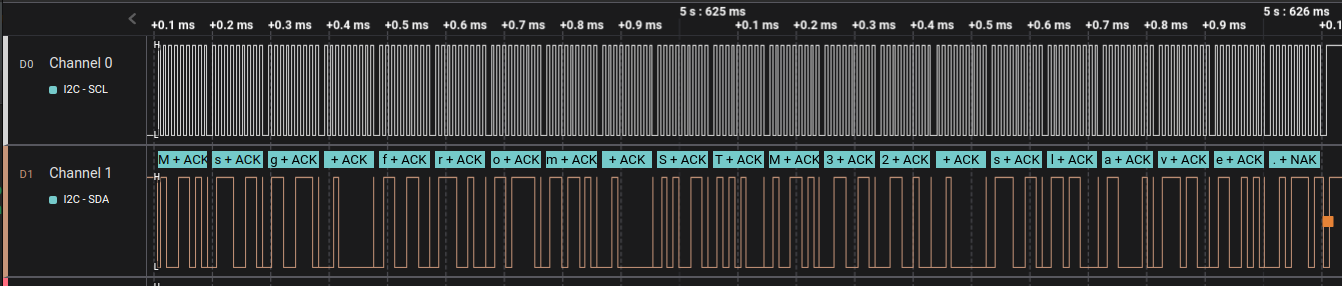 5 s : 625 ms 5 s : 626 ms
+0.1 ms +0.2 ms +0.3 ms +0.4 ms +0.5 ms +0.6 ms +0.7 ms +0.8 ms +0.9 ms +0.1 ms +0.2 ms +0.3 ms +0.4 ms +0.5 ms +0.6 ms +0.7 ms +0.8 ms +0.9 ms +0.1
H
D0 Channel 0
I2C - SCL
L
M + ACK s + ACK g + ACK + ACK f + ACK r + ACK o + ACK m + ACK + ACK S + ACK T + ACK M + ACK 3 + ACK 2 + ACK + ACK s + ACK l + ACK a + ACK v + ACK e + ACK . + NAK
H
D1 Channel 1
I2C - SDA
L
H